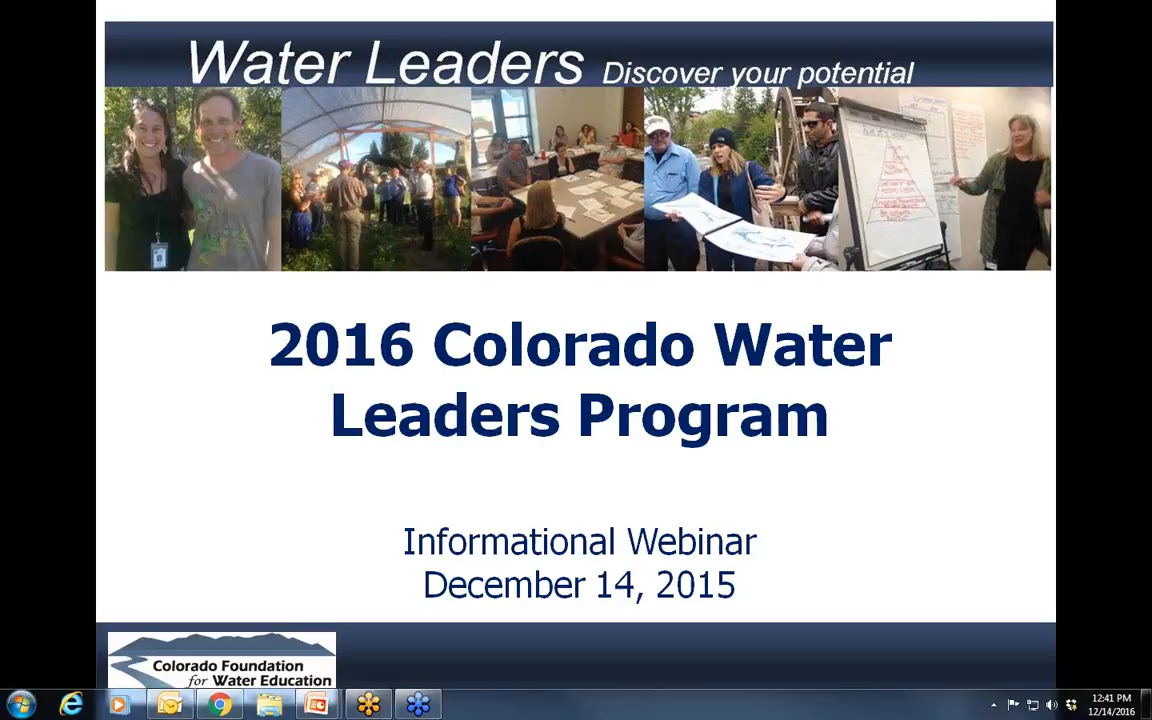 Water Leaders Discover your potential
2016 Colorado Water
Leaders Program
Informational Webinar
December 14, 2015
Colorado Foundation
for Water Education
12:41 PM
12/14/2016